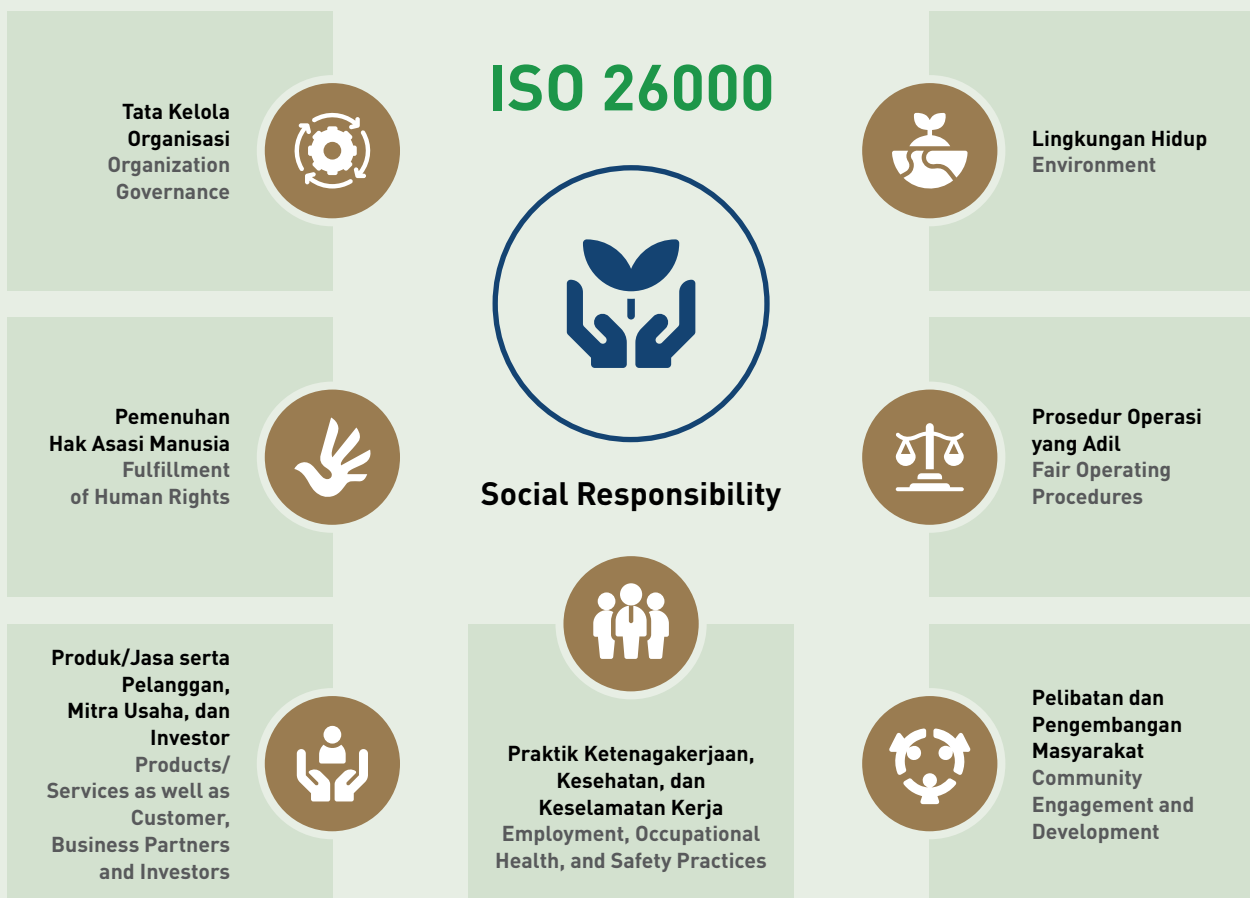 ISO 26000
Social Responsibility
Tata Kelola
Organisasi
Organization
Governance
Lingkungan Hidup
Environment
Pemenuhan
Hak Asasi Manusia
Fulfillment
of Human Rights
Prosedur Operasi
yang Adil
Fair Operating
Procedures
Produk/Jasa serta
Pelanggan,
Mitra Usaha, dan
Investor
Products/
Services as well as
Customer,
Business Partners
and Investors
Praktik Ketenagakerjaan,
Kesehatan, dan
Keselamatan Kerja
Employment, Occupational
Health, and Safety Practices
Pelibatan dan
Pengembangan
Masyarakat
Community
Engagement and
Development